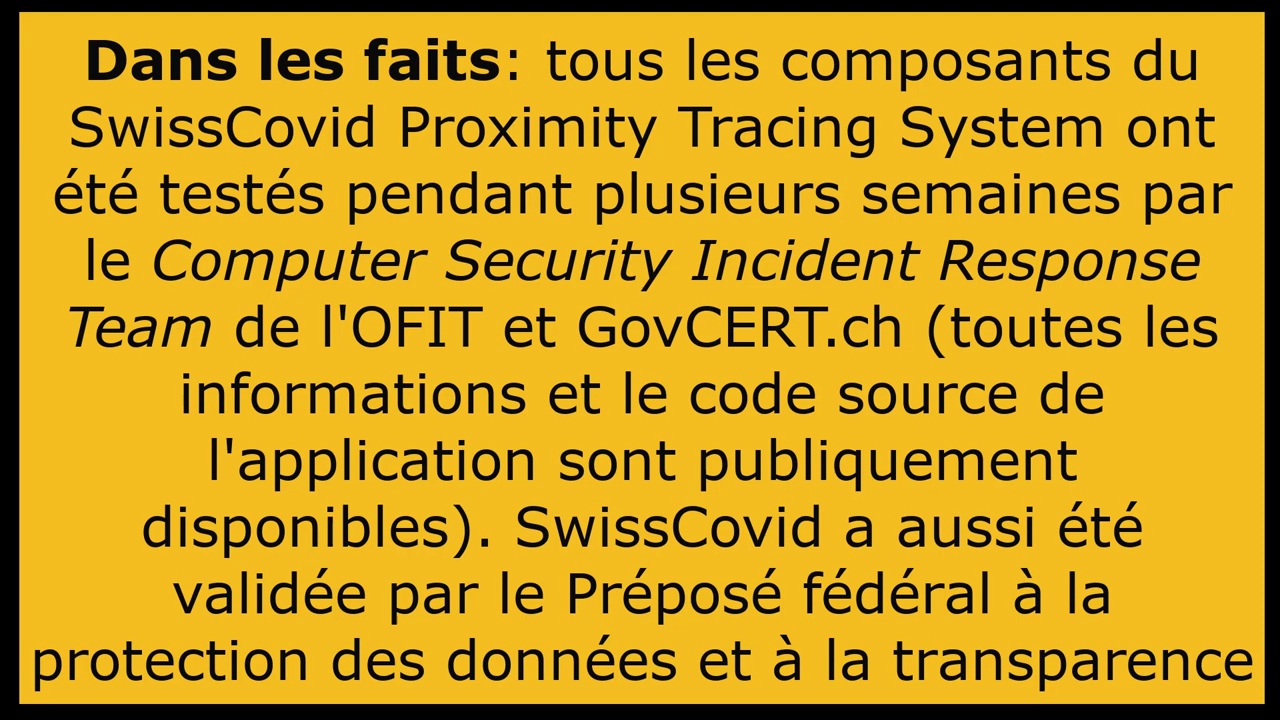 Dans les faits: tous les composants du
SwissCovid Proximity Tracing System ont
été testés pendant plusieurs semaines par
le Computer Security Incident Response
Team de l'OFIT et GovCERT.ch (toutes les
informations et le code source de
l'application sont publiquement
disponibles). SwissCovid a aussi été
validée par le Préposé fédéral à la
protection des données et à la transparence